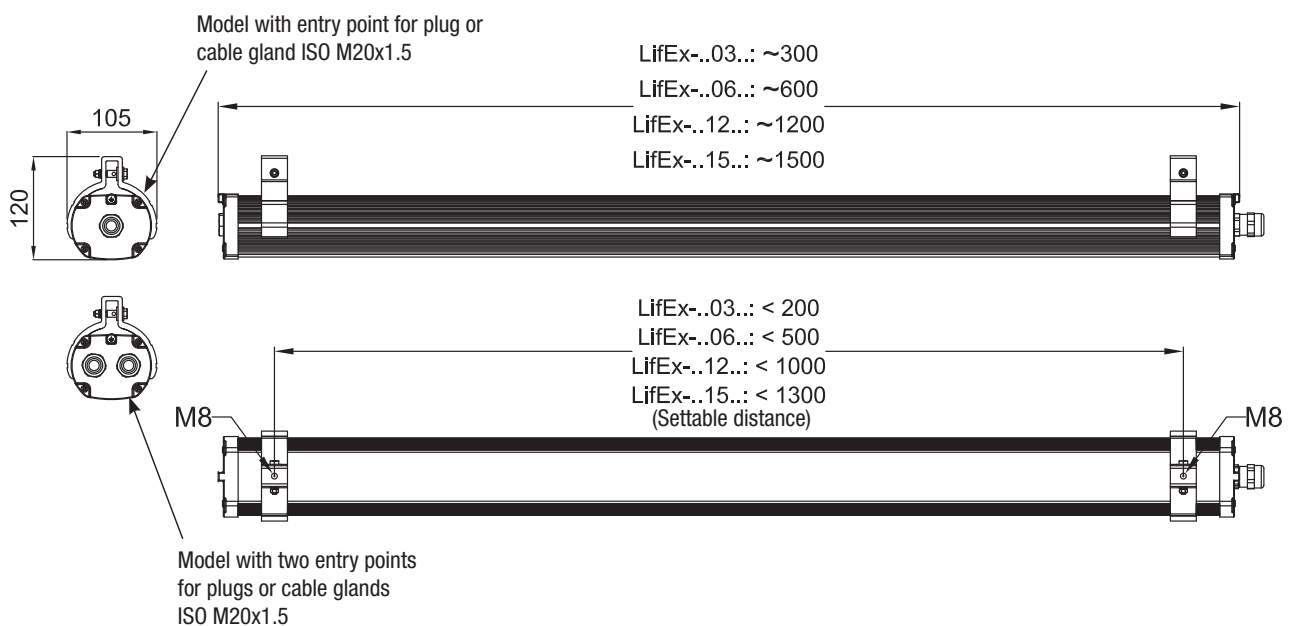 Model with entry point for plug or
cable gland ISO M20x1.5
LifEx-..03..: ~300
LifEx-..06..: ~600
LifEx-..12..: ~1200
LifEx-..15..: ~1500
105
120
LifEx-..03..: < 200
LifEx-..06..: < 500
LifEx-..12..: < 1000
LifEx-..15..: < 1300
(Settable distance)
M8
M8
Model with two entry points
for plugs or cable glands
ISO M20x1.5